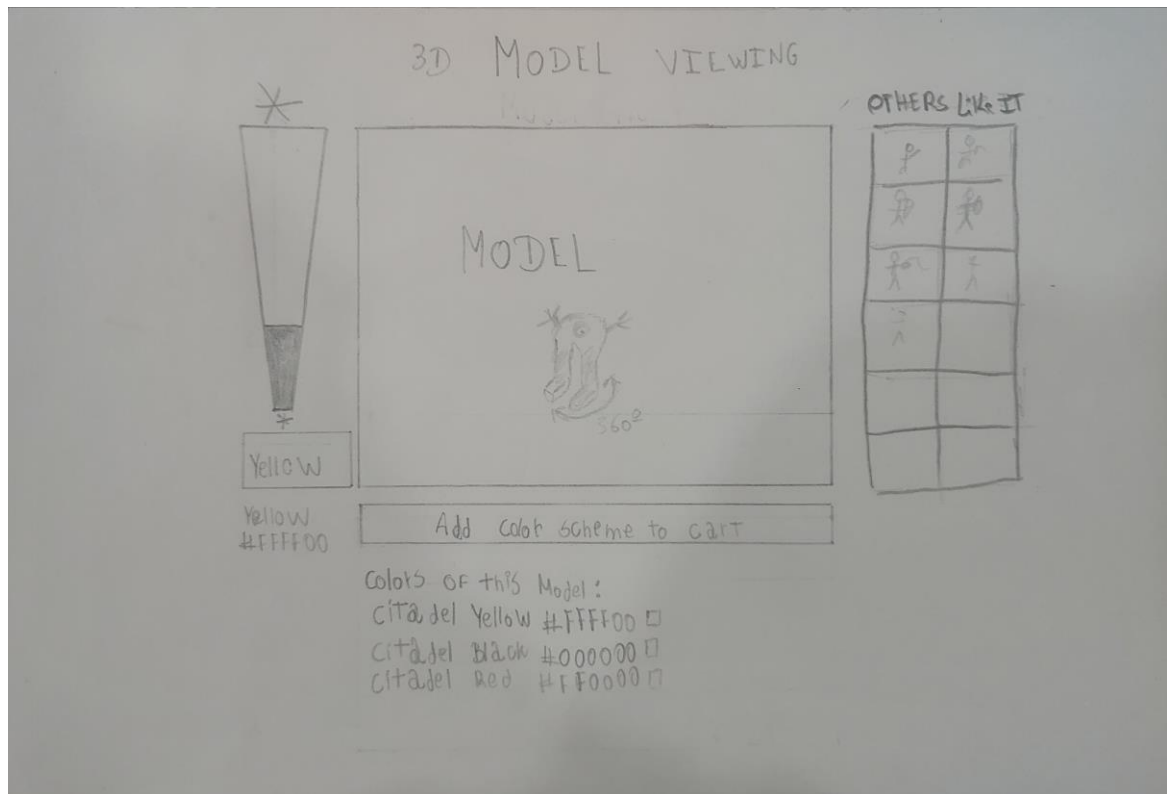 3D MODEL VIEWING
OTHERS LiKe IT
MODEL
360º
Yellow
Yellow
#FFFF00
Add color scheme to cart
Colors OF this Model:
Citadel Yellow #FFFF00
Citadel Black #000000
Citadel Red #FF0000